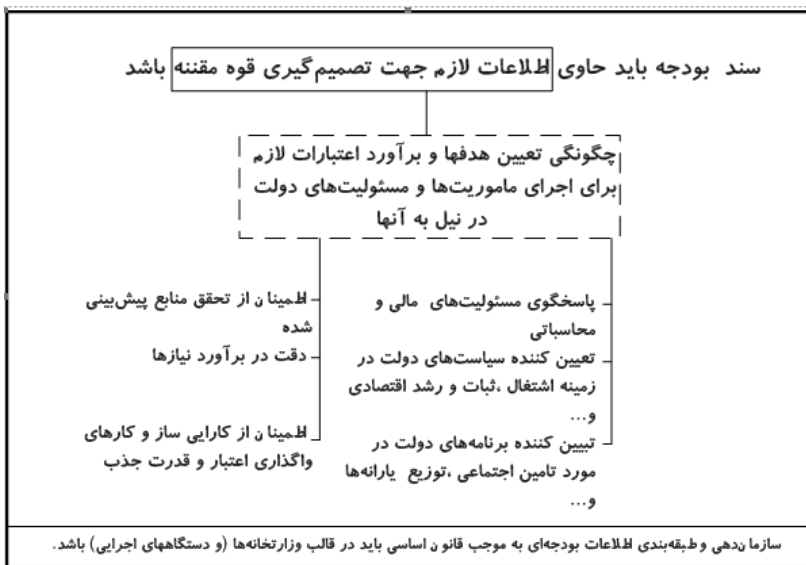 سند بودجه باید حاوی اطلاعات لازم جهت تصمیم‌گیری قوه مقننه باشد
چگونگی تعیین هدفها و برآورد اعتبارات لازم
برای اجرای ماموریت‌ها و مسئولیت‌های دولت
در نیل به آنها
پاسخگوی مسئولیت‌های مالی و
محاسباتی
تعیین کننده سیاست‌های دولت در
زمینه اشتغال ،ثبات و رشد اقتصادی
و...
تبیین کننده برنامه‌های دولت در
مورد تامین اجتماعی ،توزیع یارانه‌ها
و...
اطمینان از تحقق منابع پیش‌بینی
شده
دقت در برآورد نیازها
اطمینان از کارایی ساز و کارهای
واگذاری اعتبار و قدرت جذب
سازماندهی و طبقه‌بندی اطلاعات بودجه‌ای به موجب قانون اساسی باید در قالب وزارتخانه‌ها (و دستگاههای اجرایی) باشد.